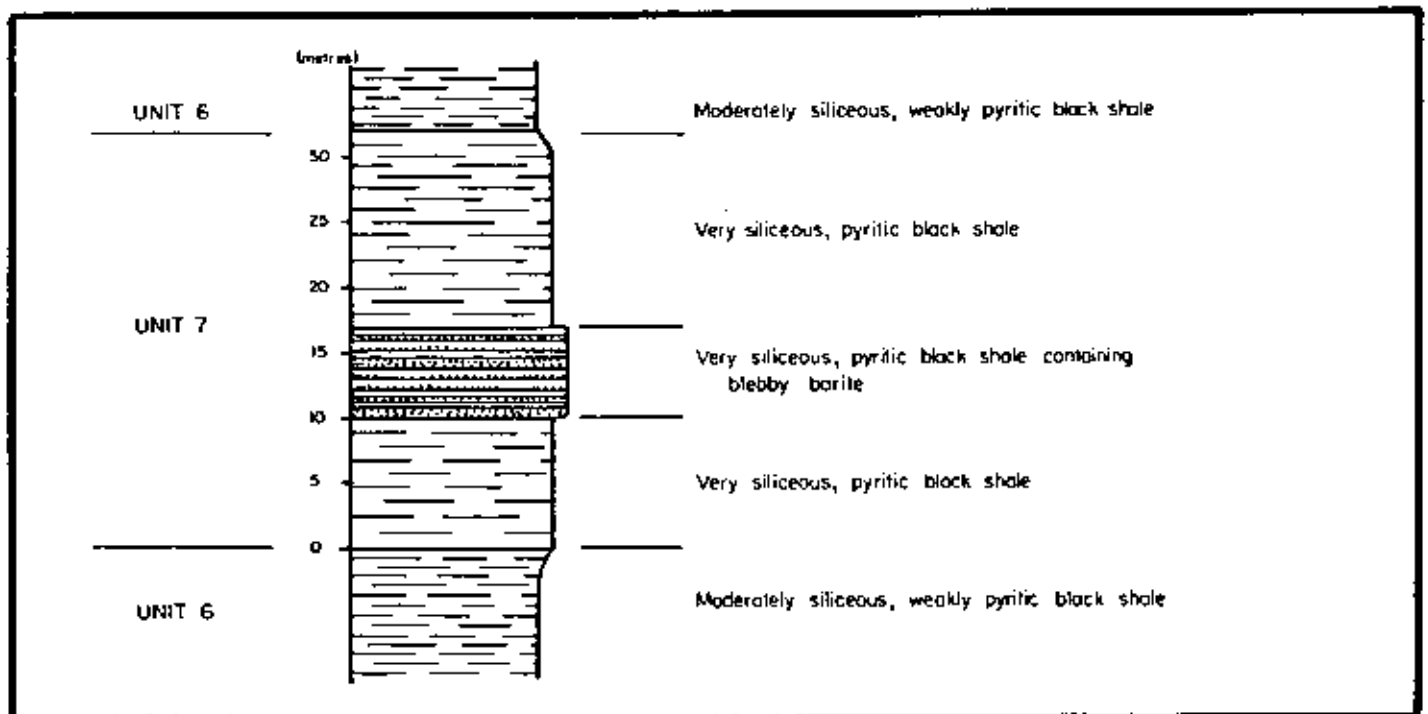 (metres)
UNIT 6
Moderately siliceous, weakly pyritic black shale
30
25
Very siliceous, pyritic black shale
20
UNIT 7
15
Very siliceous, pyritic black shale containing
blebby barite
10
5
Very siliceous, pyritic black shale
0
UNIT 6
Moderately siliceous, weakly pyritic black shale